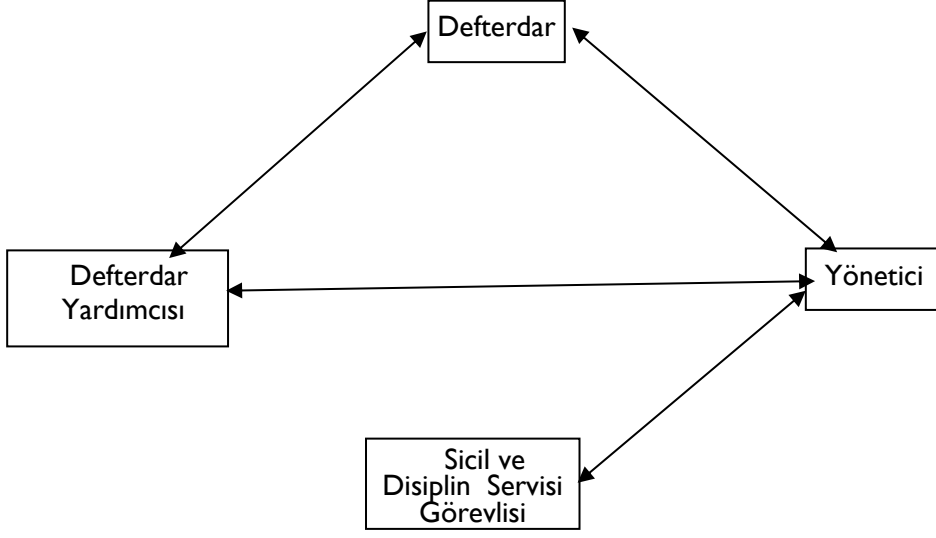 Defterdar
Defterdar
Yardımcısı
Yönetici
Sicil ve
Disiplin Servisi
Görevlisi